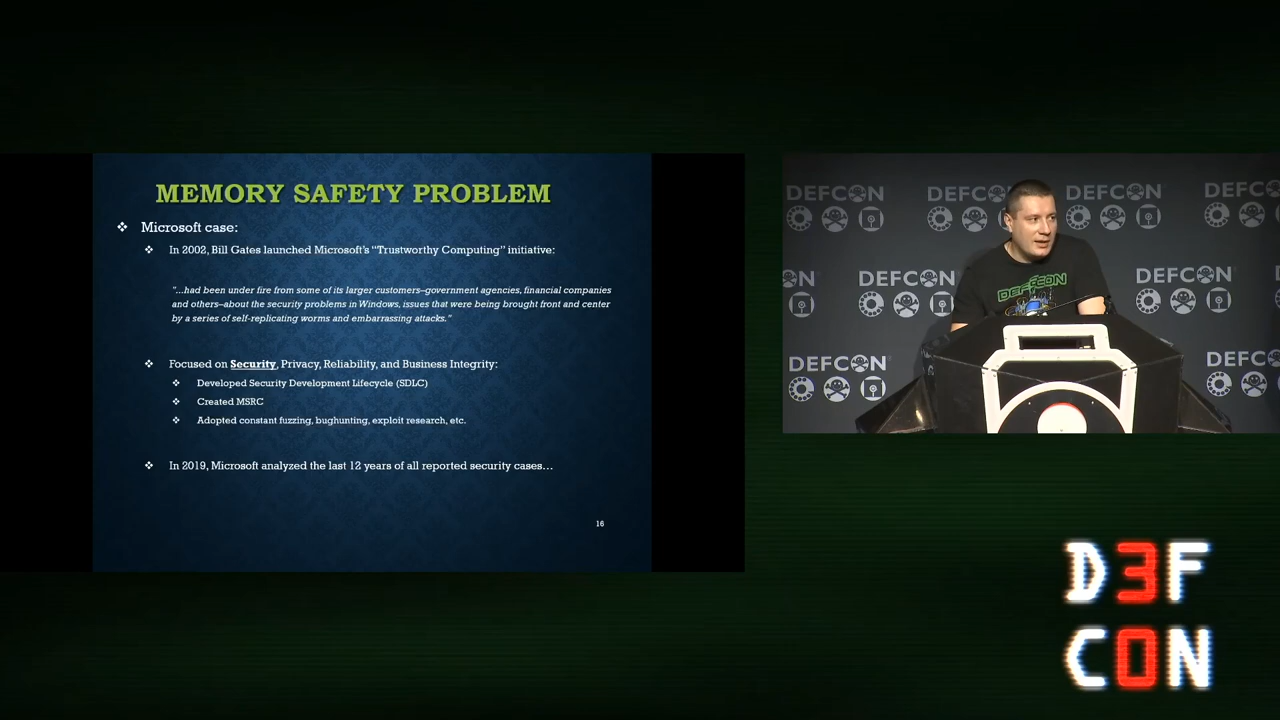 MEMORY SAFETY PROBLEM
Microsoft case:
In 2002, Bill Gates launched Microsoft's "Trustworthy Computing" initiative:
"...had been under fire from some of its larger customers–government agencies, financial companies
and others–about the security problems in Windows, issues that were being brought front and center
by a series of self-replicating worms and embarrassing attacks."
Focused on Security, Privacy, Reliability, and Business Integrity:
Developed Security Development Lifecycle (SDLC)
Created MSRC
Adopted constant fuzzing, bughunting, exploit research, etc.
In 2019, Microsoft analyzed the last 12 years of all reported security cases...
16
DEFCON
DEFCON
DEFCON
DEFCON
DEFCON
DEFCON
DEFCON
DEFCON
DEFCON
D3F
C0N